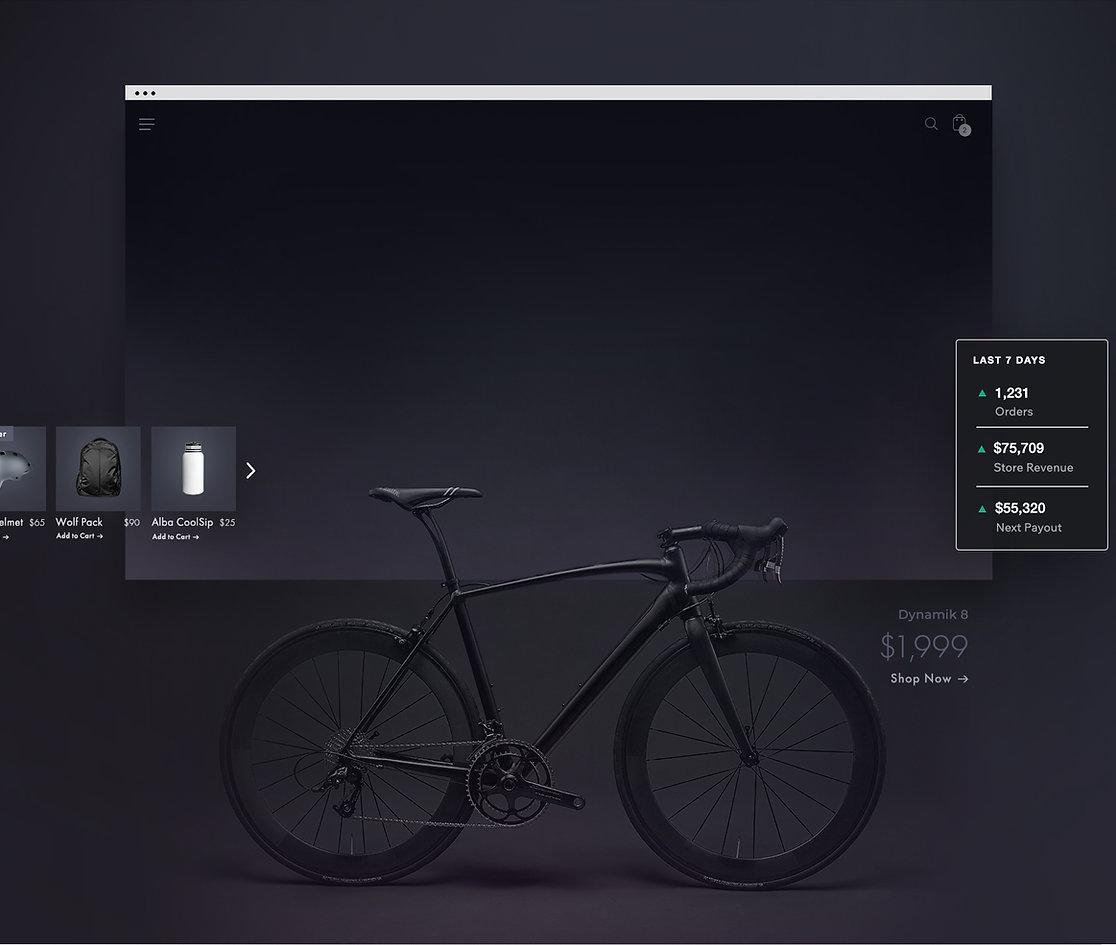 2
LAST 7 DAYS
1,231
Orders
$75,709
Store Revenue
$55,320
Next Payout
er
elmet $65
Wolf Pack $90
Add to Cart →
Alba CoolSip $25
Add to Cart →
Dynamik 8
$1,999
Shop Now →